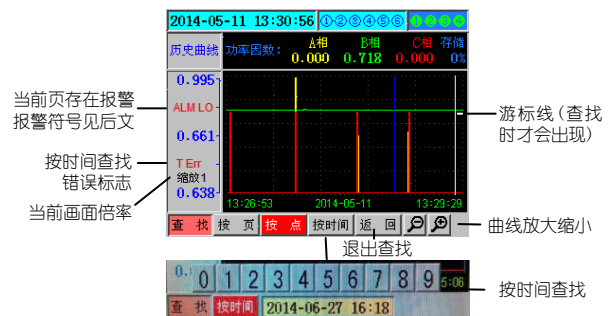 2014-05-11 13:30:56 ①②③④⑤⑥ ①②③④
历史曲线 功率因数: A相 B相 C相 存储
0.000 0.718 0.000 0%
0.995
当前页存在报警 ALM LO
报警符号见后文
游标线(查找
时才会出现)
0.661
按时间查找 T Err
错误标志 缩放1
当前画面倍率 0.638
13:26:53 2014-05-11 13:29:29
查 找 按 页 按 点 按时间 返 回
曲线放大缩小
退出查找
0. 0 1 2 3 4 5 6 7 8 9 5:06
按时间查找
查 找 按时间 2014-06-27 16:18